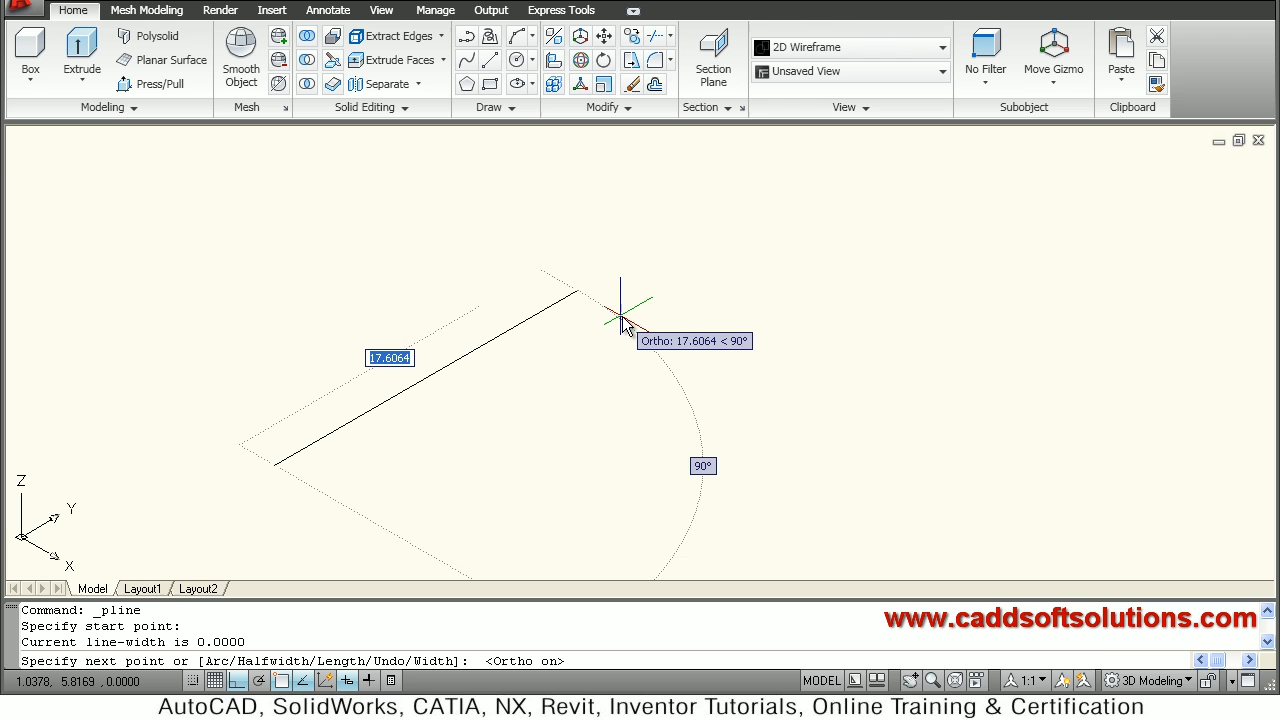 Home Mesh Modeling Render Insert Annotate View Manage Output Express Tools
Box Extrude Polysolid Planar Surface Press/Pull
Smooth Object
Extract Edges Extrude Faces Separate
Section Plane
2D Wireframe
Unsaved View
No Filter Move Gizmo Paste
Modeling Mesh Solid Editing Draw Modify Section View Subobject Clipboard
17.6064
Ortho: 17.6064 < 90°
90°
Z
Y
X
Model Layout1 Layout2
Command: _pline
Specify start point:
Current line-width is 0.0000
Specify next point or [Arc/Halfwidth/Length/Undo/Width]: <Ortho on>
www.caddsoftsolutions.com
1.0378, 5.8169 , 0.0000 MODEL 1:1 3D Modeling
AutoCAD, SolidWorks, CATIA, NX, Revit, Inventor Tutorials, Online Training & Certification